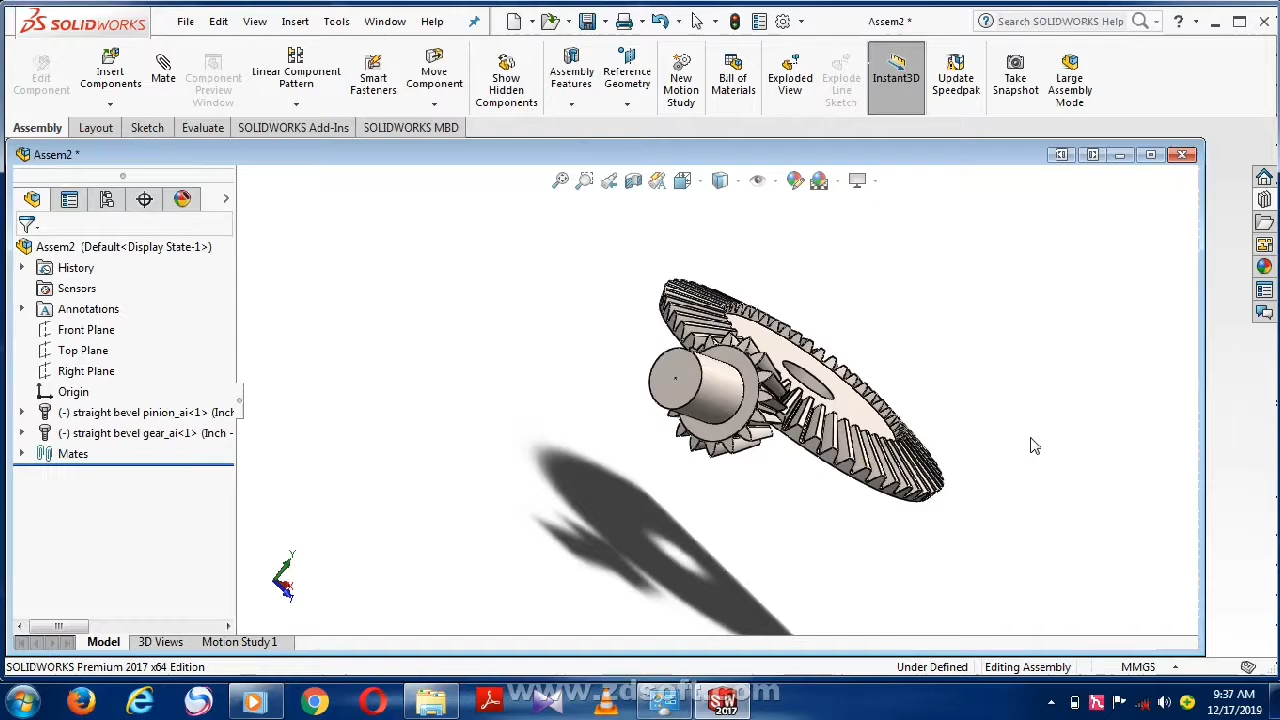 SOLIDWORKS File Edit View Insert Tools Window Help Assem2 * Search SOLIDWORKS Help
Edit Component
Insert Components
Mate
Component Preview Window
Linear Component Pattern
Smart Fasteners
Move Component
Show Hidden Components
Assembly Features
Reference Geometry
New Motion Study
Bill of Materials
Exploded View
Explode Line Sketch
Instant3D
Update Speedpak
Take Snapshot
Large Assembly Mode
Assembly Layout Sketch Evaluate SOLIDWORKS Add-Ins SOLIDWORKS MBD
Assem2 *
Assem2 (Default<Display State-1>)
History
Sensors
Annotations
Front Plane
Top Plane
Right Plane
Origin
(-) straight bevel pinion_ai<1> (Inch
(-) straight bevel gear_ai<1> (Inch -
Mates
Y
Model 3D Views Motion Study 1
SOLIDWORKS Premium 2017 x64 Edition Under Defined Editing Assembly MMGS
www.zdsoft.com
SW 2017
9:37 AM
12/17/2019